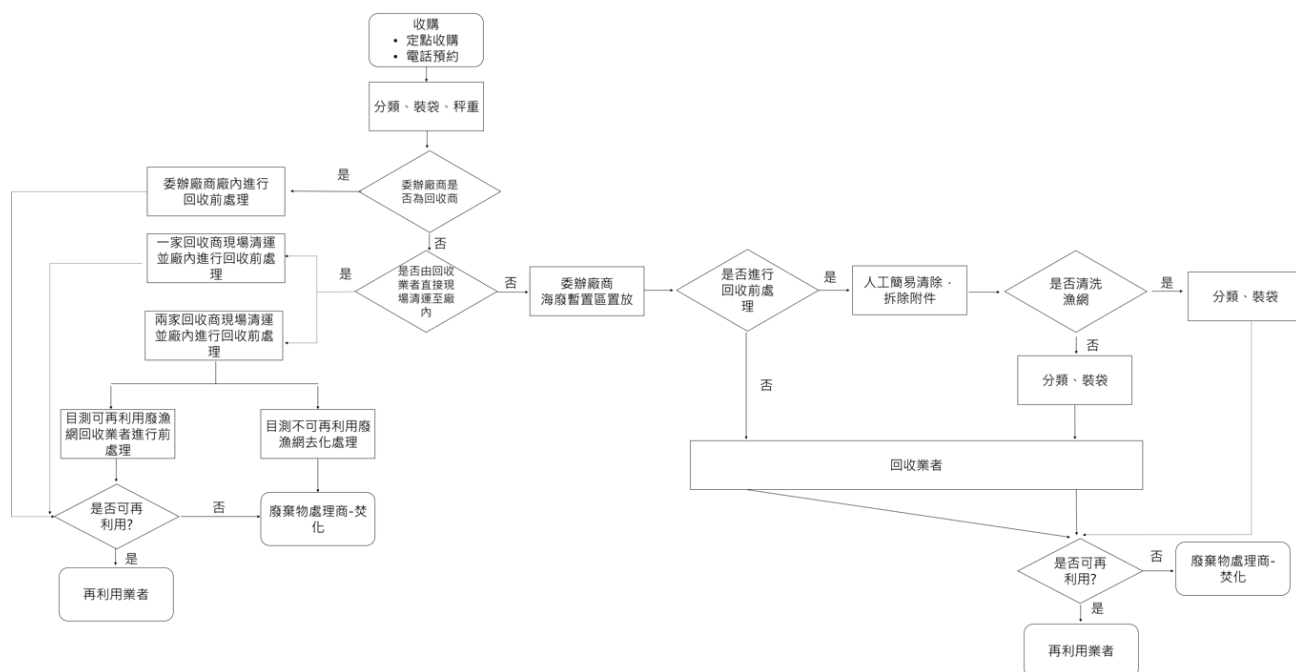 收購
• 定點收購
• 電話預約
分類、裝袋、秤重
委辦廠商是
否為回收商
是
委辦廠商廠內進行
回收前處理
否
一家回收商現場清運
並廠內進行回收前處
理
是
是否由回收
業者直接現
場清運至廠
內
否
委辦廠商
海廢暫置區置放
是否進行
回收前處
理
是
人工簡易清除，
拆除附件
是否清洗
漁網
是
分類、裝袋
兩家回收商現場清運
並廠內進行回收前處
理
否
否
分類、裝袋
目測可再利用廢漁
網回收業者進行前
處理
目測不可再利用廢
漁網去化處理
回收業者
是否可再
利用?
否
廢棄物處理商-焚
化
是
再利用業者
是否可再
利用?
否
廢棄物處理商-
焚化
是
再利用業者